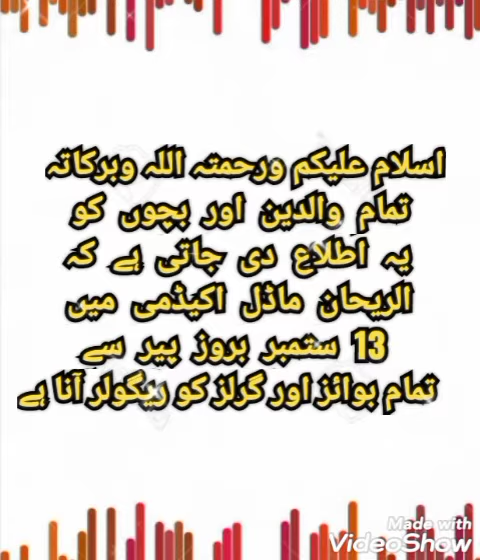 اسلام علیکم ورحمتہ اللہ وبرکاتہ
تمام والدین اور بچوں کو
یہ اطلاع دی جاتی ہے کہ
الریحان ماڈل اکیڈمی میں
13 ستمبر بروز پیر سے
تمام بوائز اور گرلز کو ریگولر آنا ہے
Made with
VideoShow